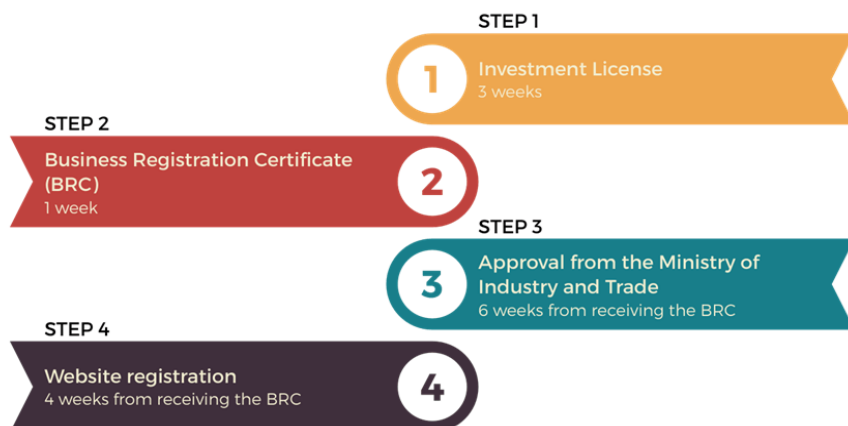 STEP 1
1
Investment License
3 weeks
STEP 2
Business Registration Certificate
(BRC)
1 week
2
STEP 3
3
Approval from the Ministry of
Industry and Trade
6 weeks from receiving the BRC
STEP 4
Website registration
4 weeks from receiving the BRC
4